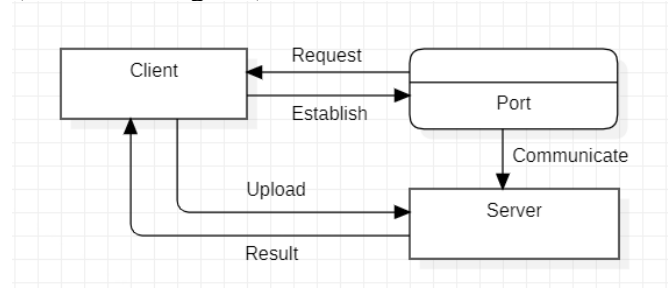 Request
Client
Port
Establish
Communicate
Upload
Server
Result